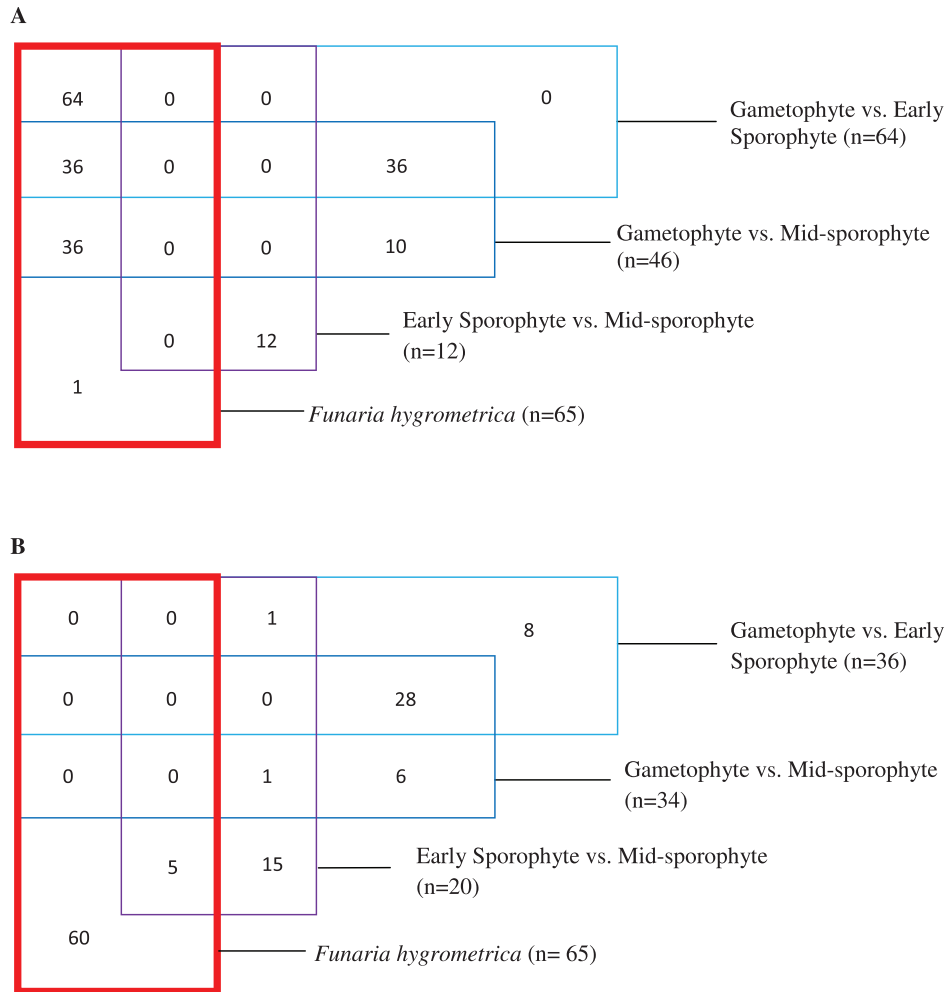 A
64 0 0 0
Gametophyte vs. Early
Sporophyte (n=64)
36 0 0 36
36 0 0 10
Gametophyte vs. Mid-sporophyte
(n=46)
0 12
Early Sporophyte vs. Mid-sporophyte
(n=12)
1
Funaria hygrometrica (n=65)
B
0 0 1 8
Gametophyte vs. Early
Sporophyte (n=36)
0 0 0 28
0 0 1 6
Gametophyte vs. Mid-sporophyte
(n=34)
5 15
Early Sporophyte vs. Mid-sporophyte
(n=20)
60
Funaria hygrometrica (n= 65)